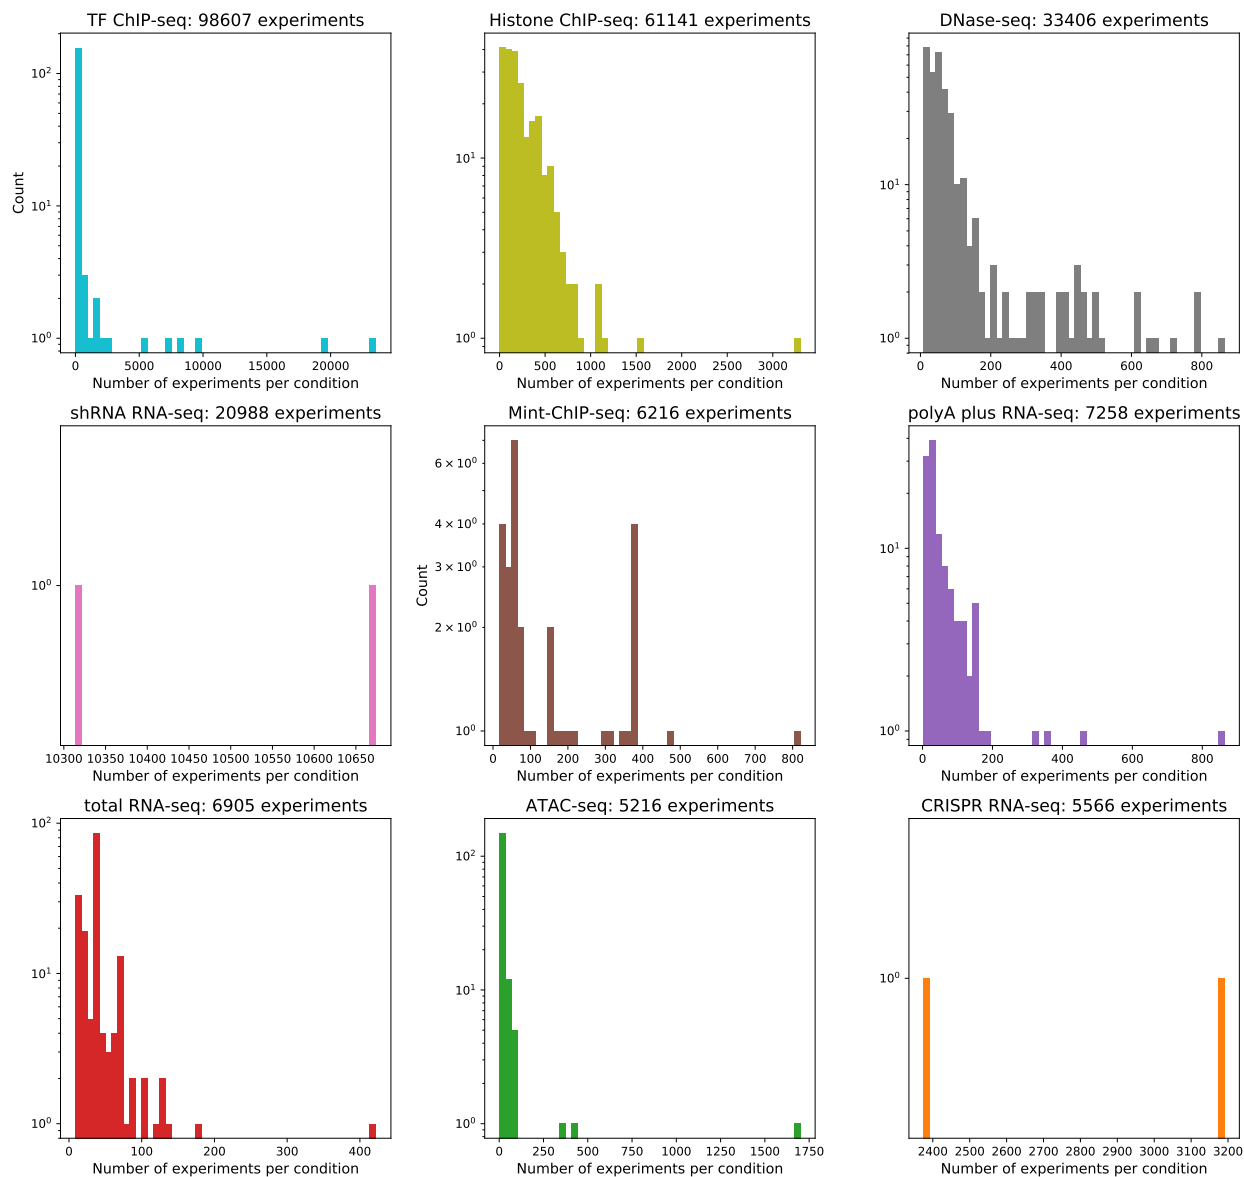 TF ChIP-seq: 98607 experiments
Count
10²
10¹
10⁰
0 5000 10000 15000 20000
Number of experiments per condition
Histone ChIP-seq: 61141 experiments
10¹
10⁰
0 500 1000 1500 2000 2500 3000
Number of experiments per condition
DNase-seq: 33406 experiments
10¹
10⁰
0 200 400 600 800
Number of experiments per condition
shRNA RNA-seq: 20988 experiments
10⁰
10300 10350 10400 10450 10500 10550 10600 10650
Number of experiments per condition
Mint-ChIP-seq: 6216 experiments
Count
6 × 10⁰
4 × 10⁰
3 × 10⁰
2 × 10⁰
10⁰
0 100 200 300 400 500 600 700 800
Number of experiments per condition
polyA plus RNA-seq: 7258 experiments
10¹
10⁰
0 200 400 600 800
Number of experiments per condition
total RNA-seq: 6905 experiments
10²
10¹
10⁰
0 100 200 300 400
Number of experiments per condition
ATAC-seq: 5216 experiments
10²
10¹
10⁰
0 250 500 750 1000 1250 1500 1750
Number of experiments per condition
CRISPR RNA-seq: 5566 experiments
10⁰
2400 2500 2600 2700 2800 2900 3000 3100 3200
Number of experiments per condition